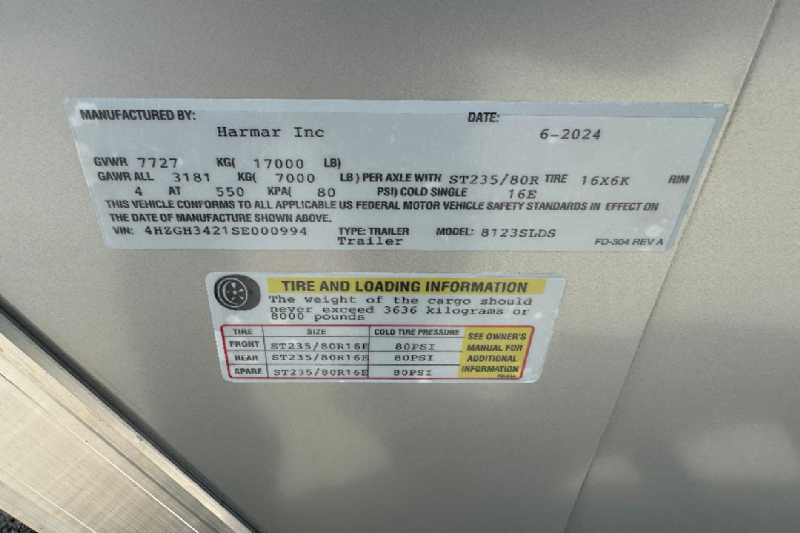 MANUFACTURED BY: DATE:
Harmar Inc 6-2024
GVWR 7727 KG( 17000 LB)
GAWR ALL 3181 KG( 7000 LB) PER AXLE WITH ST235/80R TIRE 16X6K RIM
4 AT 550 KPA( 80 PSI) COLD SINGLE 16E
THIS VEHICLE CONFORMS TO ALL APPLICABLE US FEDERAL MOTOR VEHICLE SAFETY STANDARDS IN EFFECT ON
THE DATE OF MANUFACTURE SHOWN ABOVE.
VIN: 4HZGH3421SE000994 TYPE: TRAILER MODEL: 8123SLDS
Trailer FD-304 REV A
TIRE AND LOADING INFORMATION
The weight of the cargo should
never exceed 3636 kilograms or
8000 pounds
TIRE SIZE COLD TIRE PRESSURE SEE OWNER'S
FRONT ST235/80R16E 80PSI MANUAL FOR
REAR ST235/80R16E 80PSI ADDITIONAL
SPARE ST235/80R16E 80PSI INFORMATION